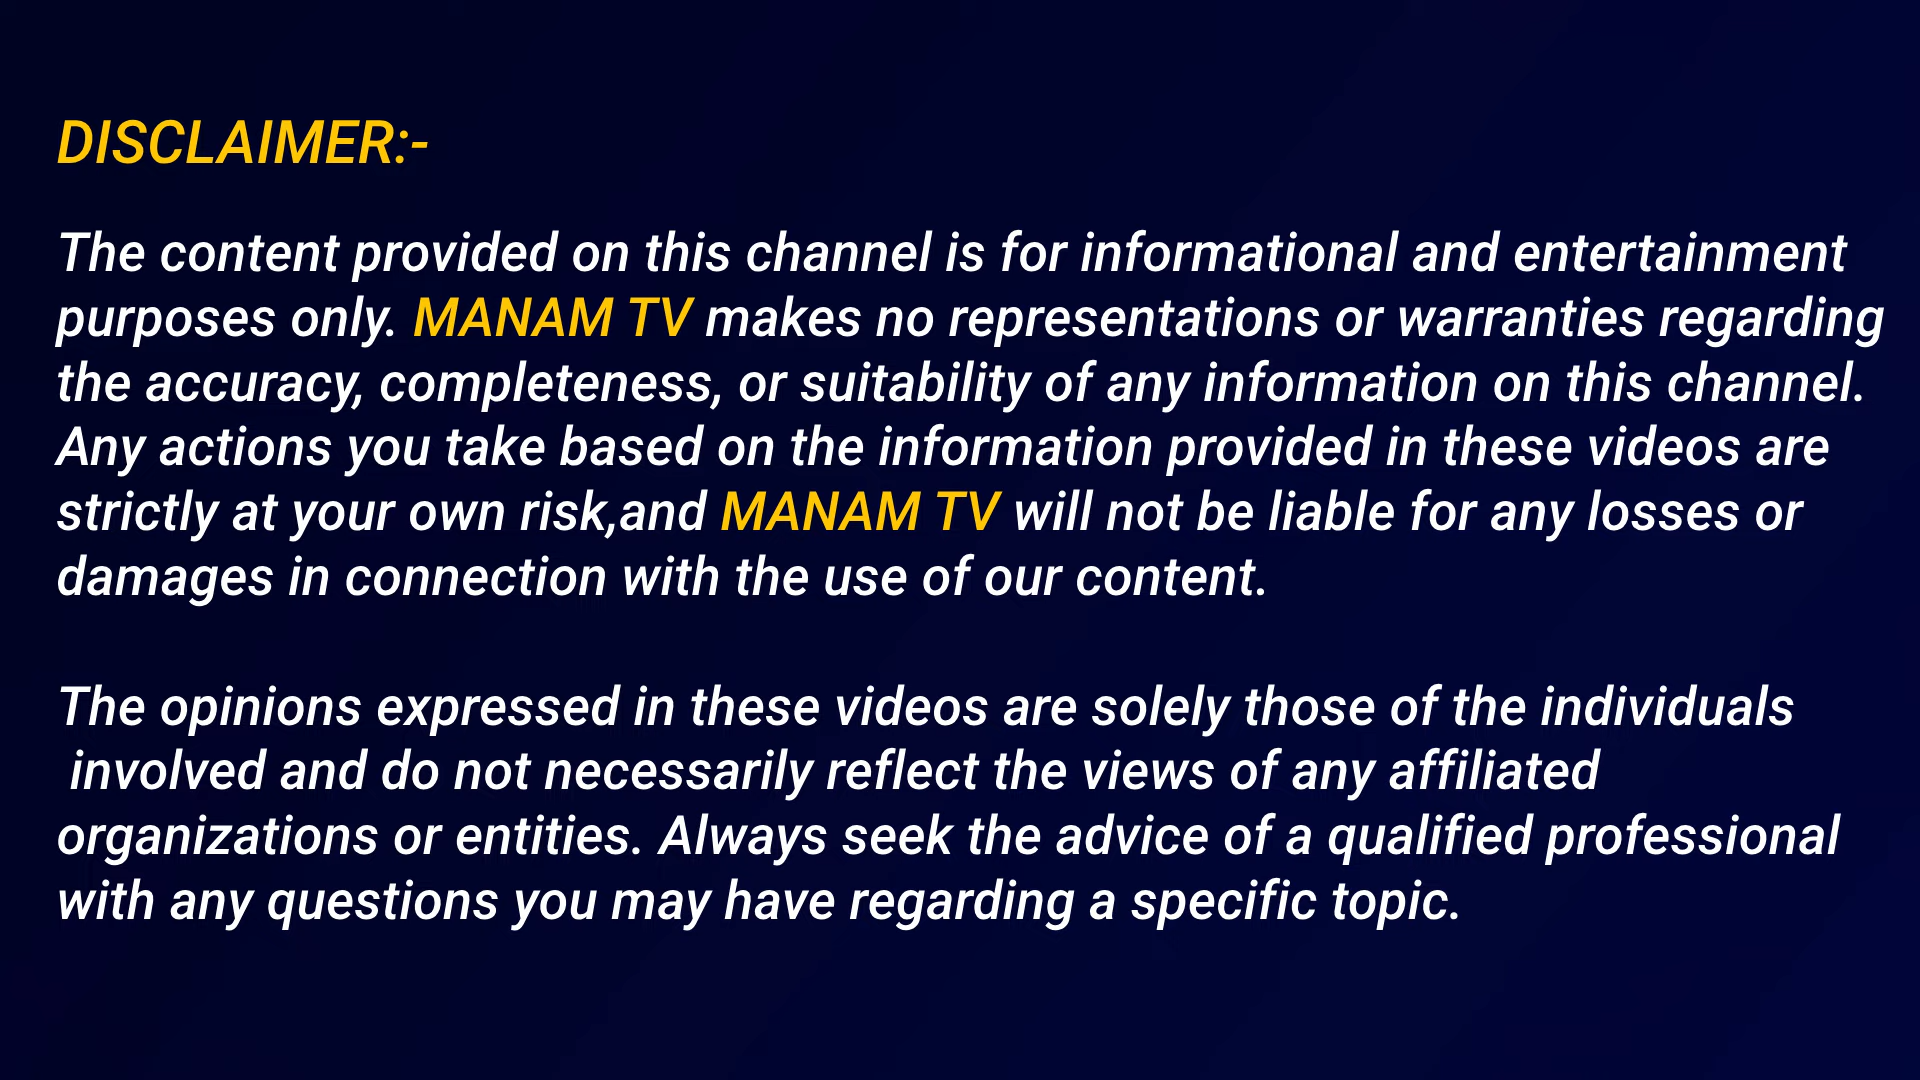 DISCLAIMER:-
The content provided on this channel is for informational and entertainment
purposes only. MANAM TV makes no representations or warranties regarding
the accuracy, completeness, or suitability of any information on this channel.
Any actions you take based on the information provided in these videos are
strictly at your own risk,and MANAM TV will not be liable for any losses or
damages in connection with the use of our content.
The opinions expressed in these videos are solely those of the individuals
involved and do not necessarily reflect the views of any affiliated
organizations or entities. Always seek the advice of a qualified professional
with any questions you may have regarding a specific topic.